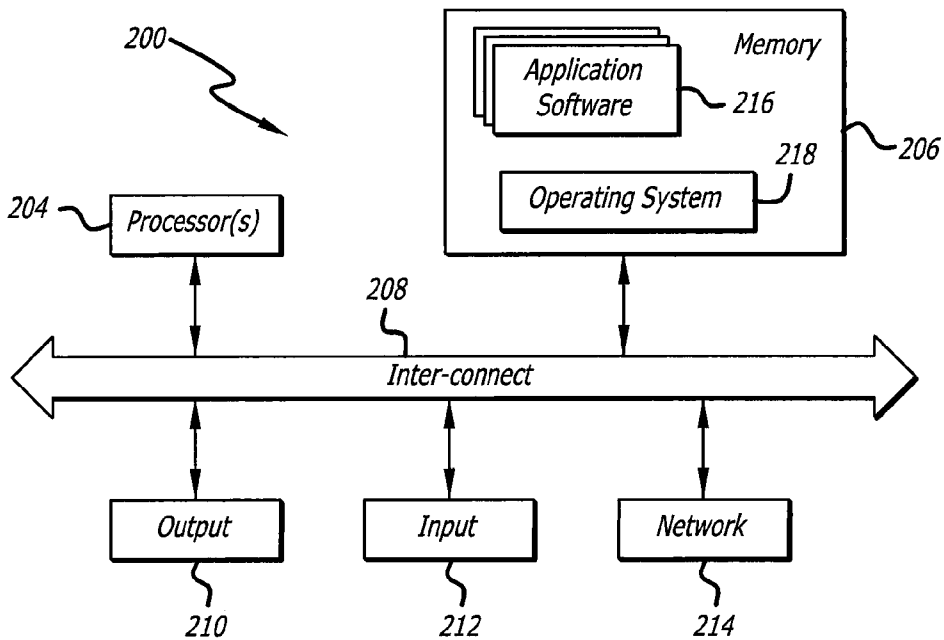 200
Memory
Application
Software
216
206
218
Operating System
204
Processor(s)
208
Inter-connect
Output
Input
Network
210
212
214